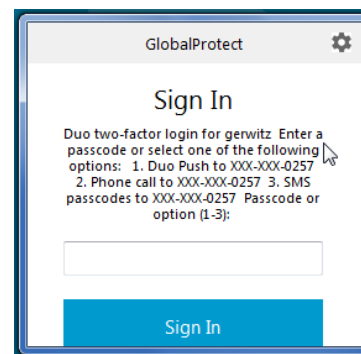 GlobalProtect
Sign In
Duo two-factor login for gerwitz Enter a
passcode or select one of the following
options: 1. Duo Push to XXX-XXX-0257
2. Phone call to XXX-XXX-0257 3. SMS
passcodes to XXX-XXX-0257 Passcode or
option (1-3):
Sign In